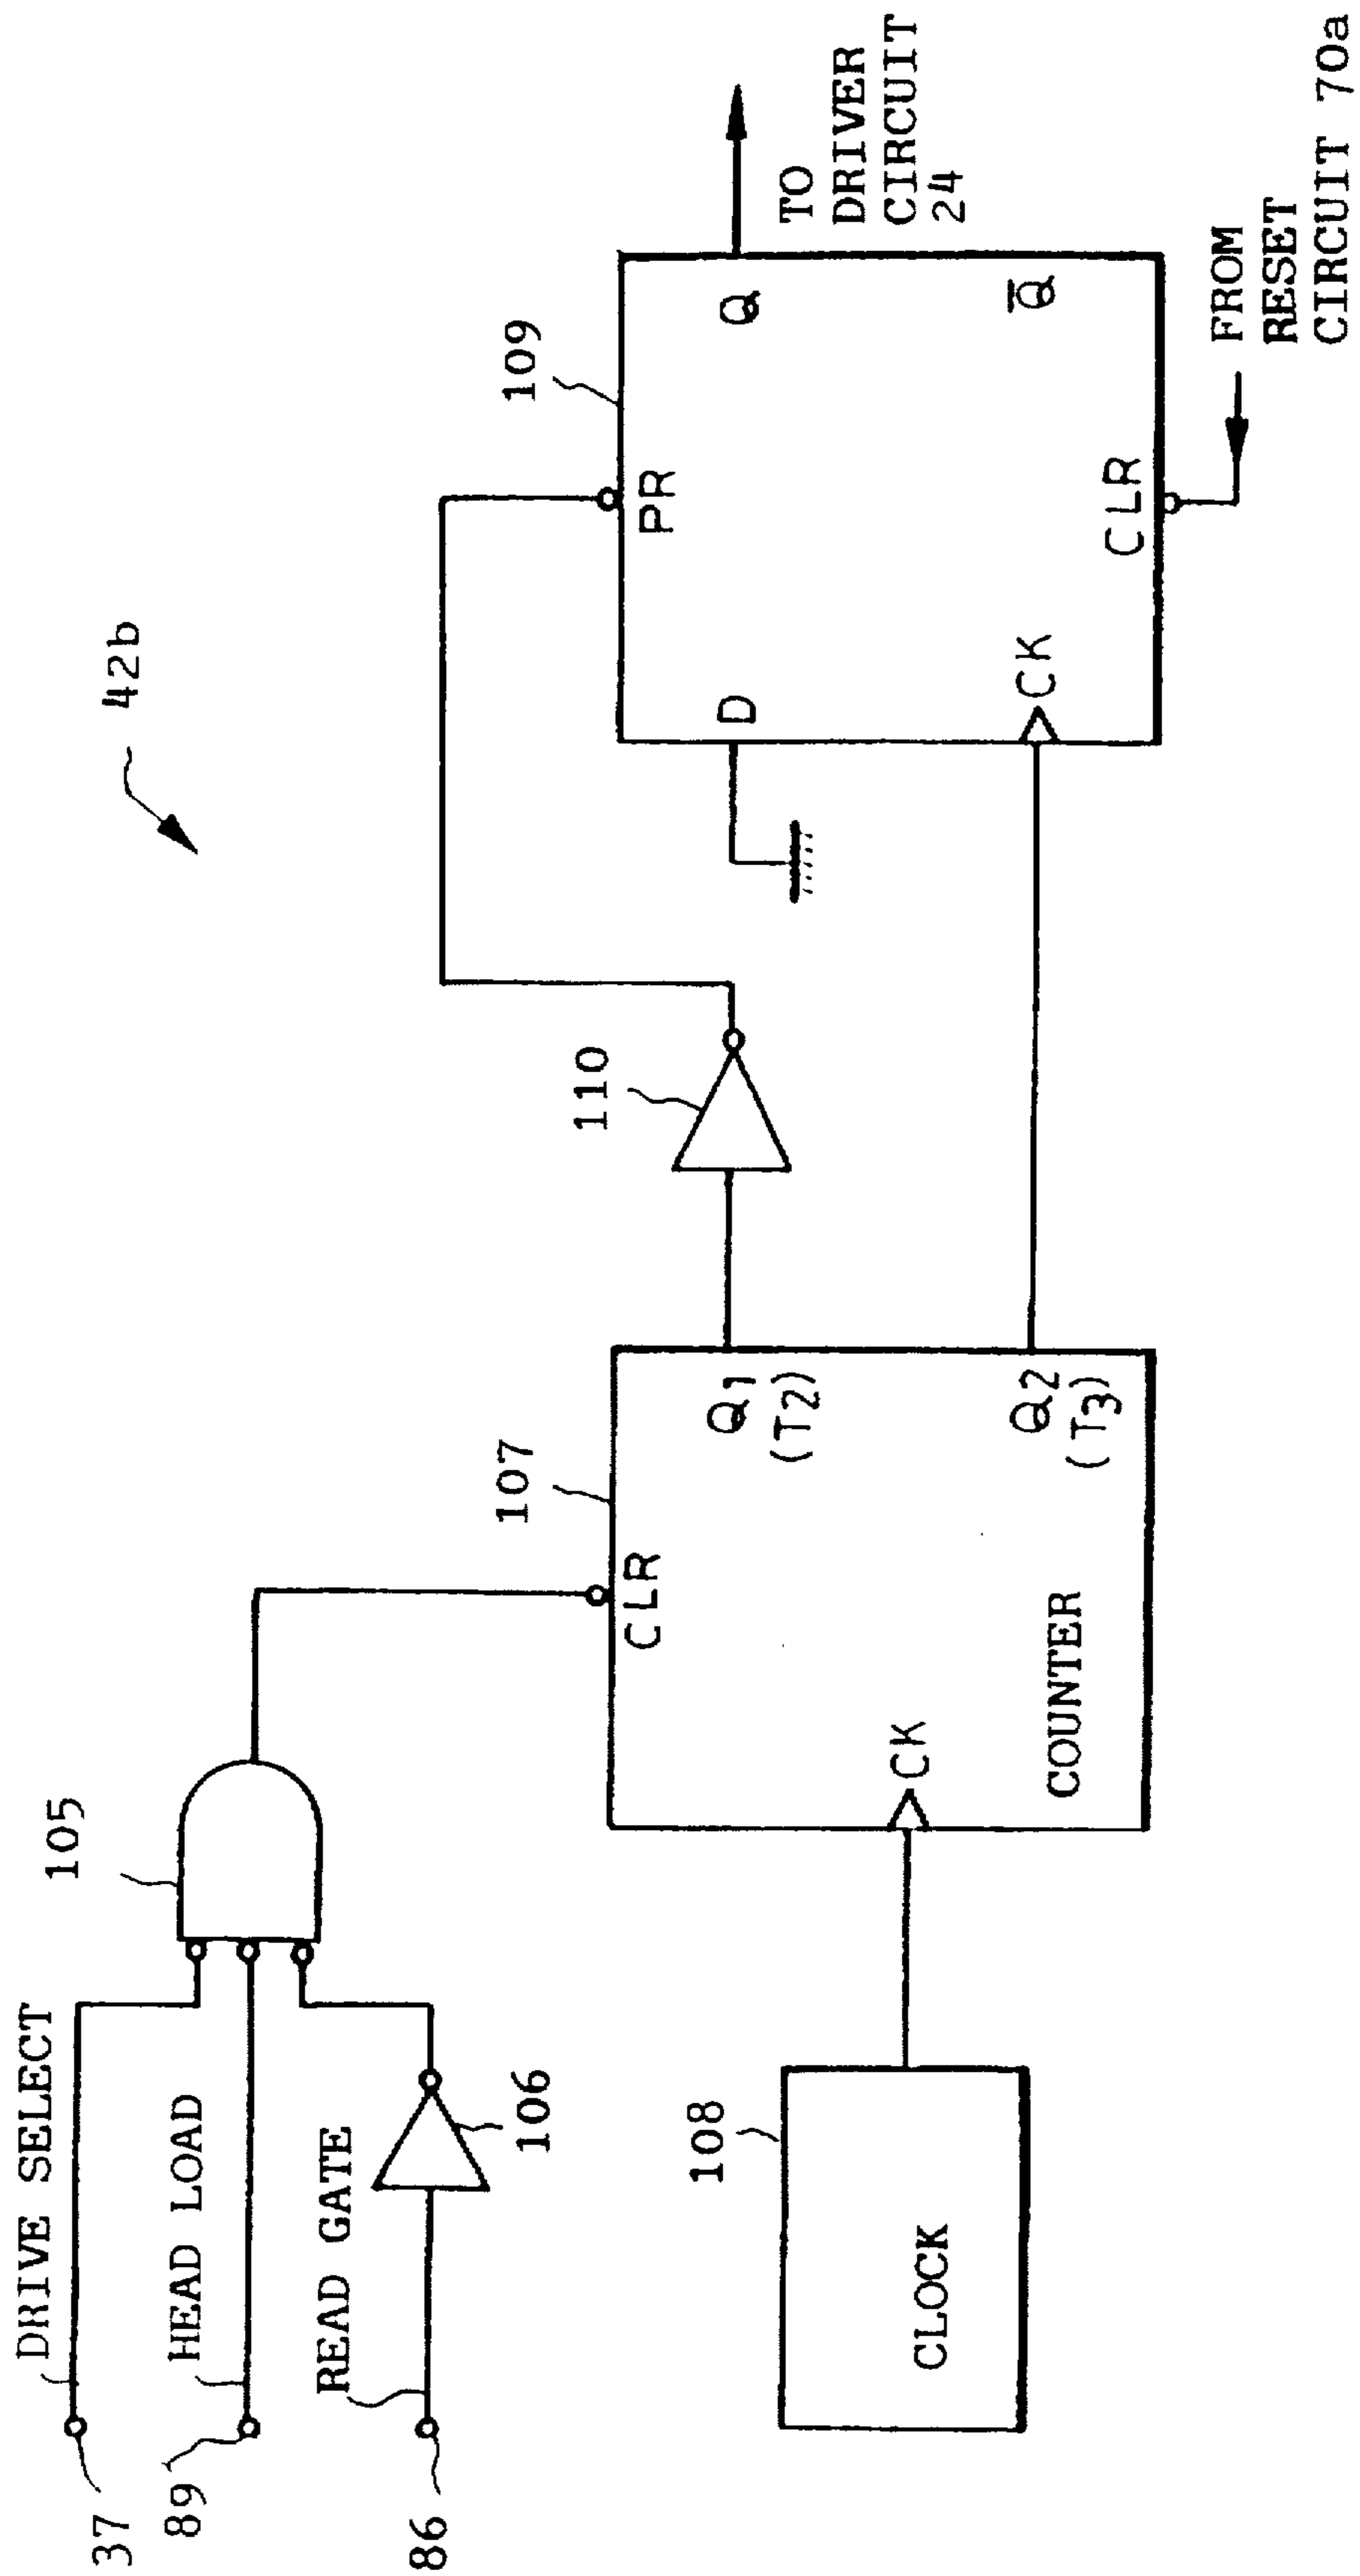 42b
37
DRIVE SELECT
89
HEAD LOAD
86
READ GATE
105
106
107
CLR
CK
Q1
(T2)
Q2
(T3)
COUNTER
108
CLOCK
110
109
PR
D
Q
CK
Q̅
CLR
TO
DRIVER
CIRCUIT
24
FROM
RESET
CIRCUIT 70a